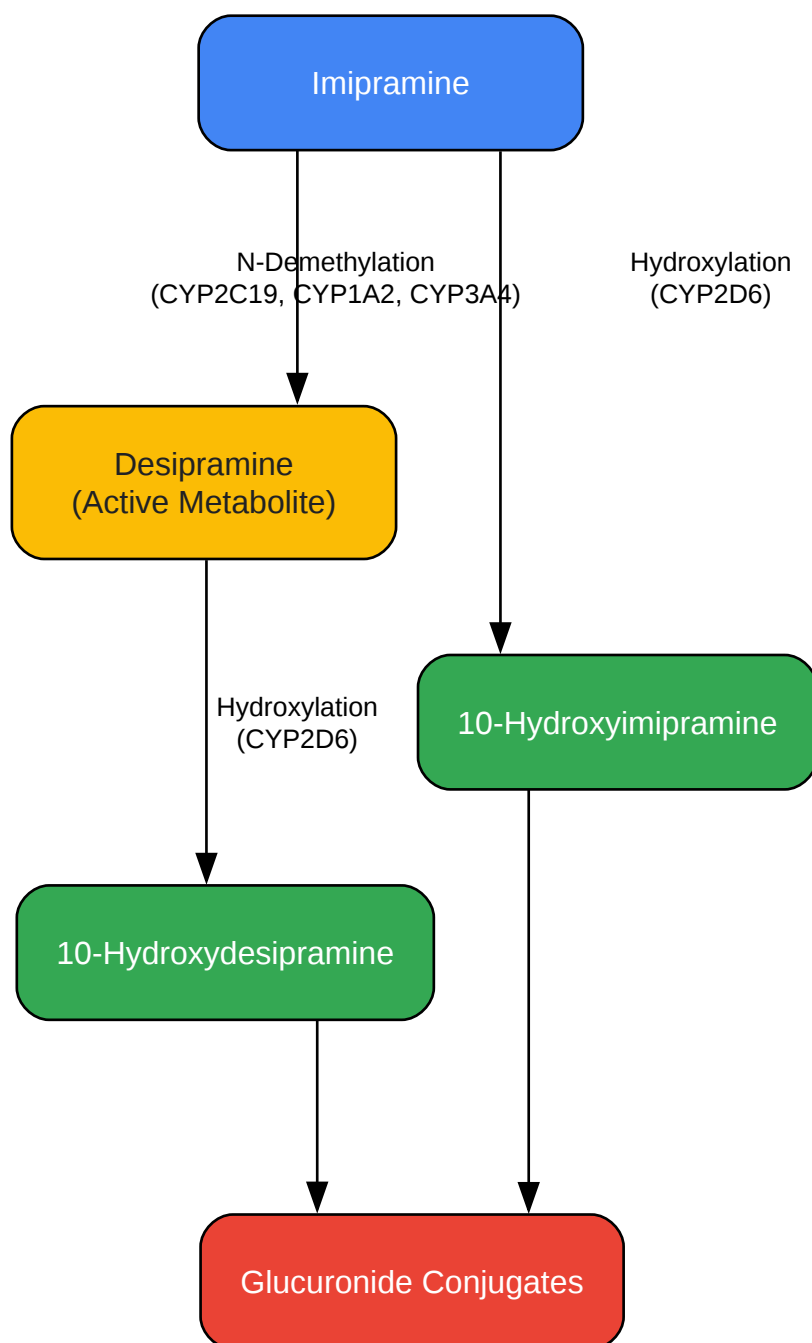 Imipramine
N-Demethylation
(CYP2C19, CYP1A2, CYP3A4)
Hydroxylation
(CYP2D6)
Desipramine
(Active Metabolite)
Hydroxylation
(CYP2D6)
10-Hydroxyimipramine
10-Hydroxydesipramine
Glucuronide Conjugates